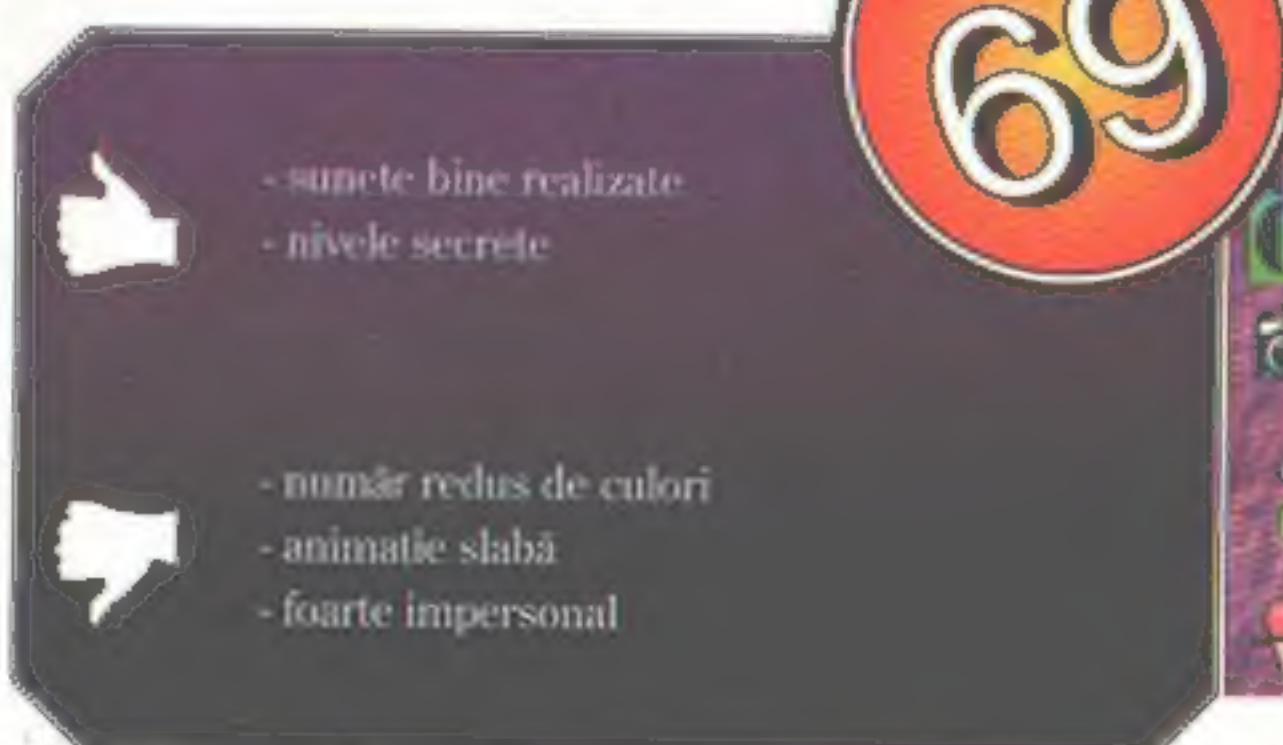 69
- sunete bine realizate
- nivele secrete
- număr redus de culori
- animație slabă
- foarte impersonal